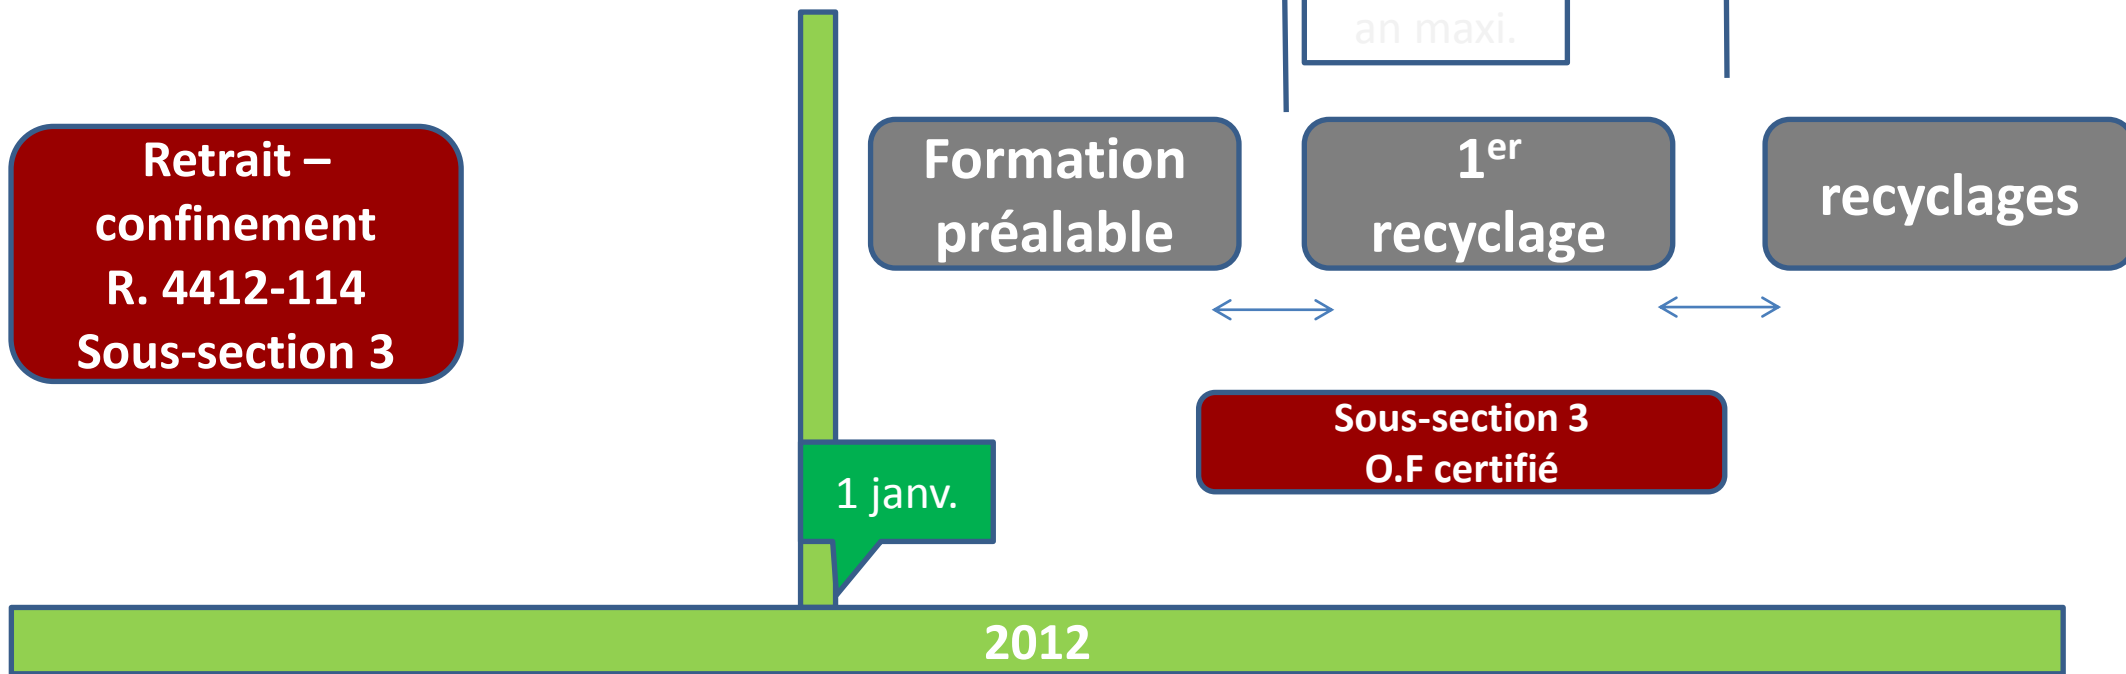 an maxi.
Retrait –
confinement
R. 4412-114
Sous-section 3
Formation
préalable
1er
recyclage
recyclages
Sous-section 3
O.F certifié
1 janv.
2012